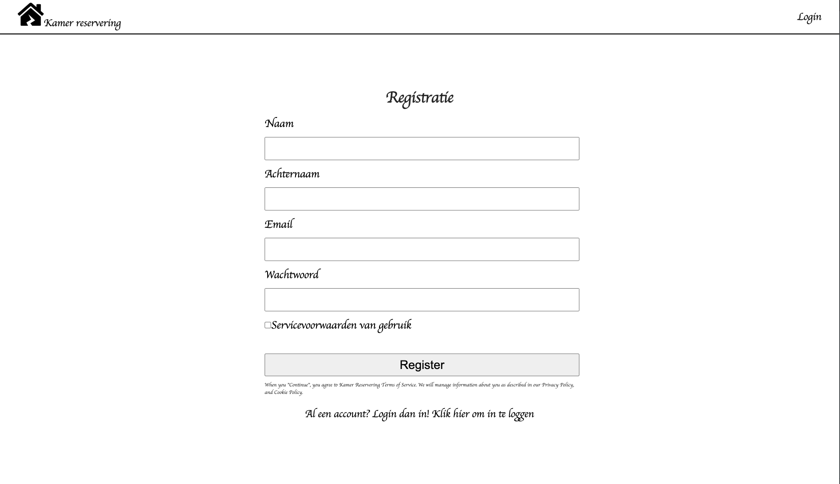 Kamer reservering
Login
Registratie
Naam
Achternaam
Email
Wachtwoord
Servicevoorwaarden van gebruik
Register
When you "Continue", you agree to Kamer Reservering Terms of Service. We will manage information about you as described in our Privacy Policy,
and Cookie Policy.
Al een account? Login dan in! Klik hier om in te loggen